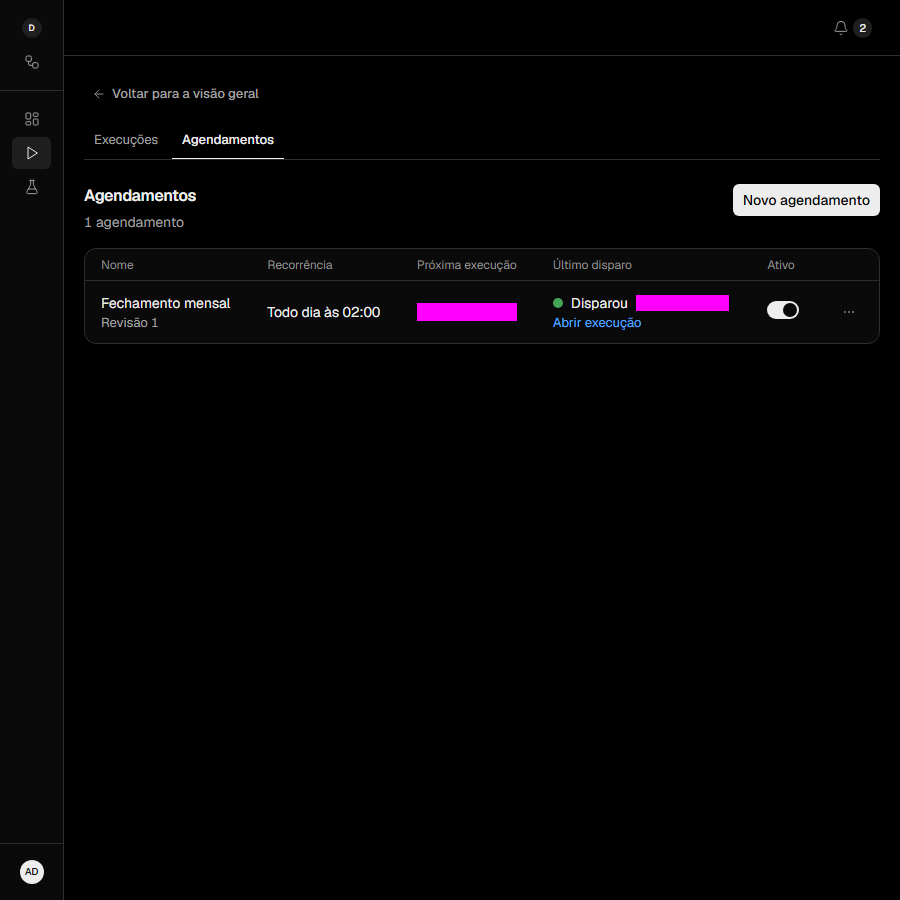 D
2
Voltar para a visão geral
Execuções
Agendamentos
Agendamentos
Novo agendamento
1 agendamento
Nome
Recorrência
Próxima execução
Último disparo
Ativo
Fechamento mensal
Revisão 1
Todo dia às 02:00
Disparou
Abrir execução
AD